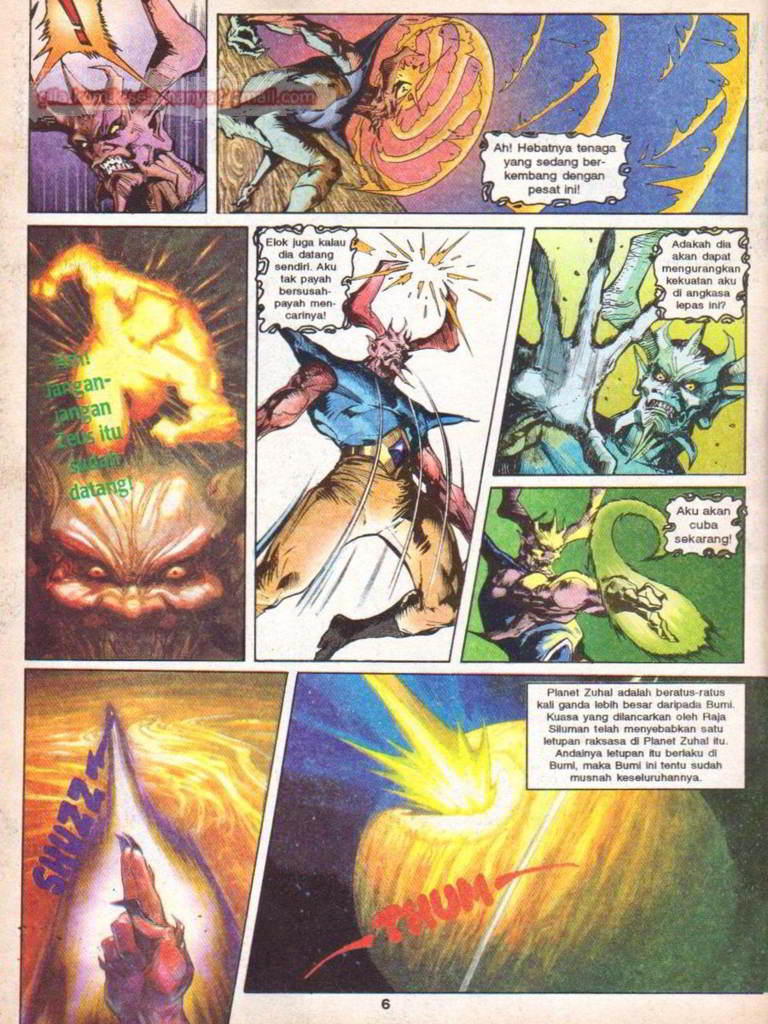 !!
Ah! Hebatnya tenaga
yang sedang ber-
kembang dengan
pesat ini!
Jangan-
jangan
Zeus itu
sudah
datang!
Elok juga kalau
dia datang
sendiri. Aku
tak payah
bersusah-
payah men-
carinya!
Adakah dia
akan dapat
mengurangkan
kekuatan aku
di angkasa
lepas ini?
Aku akan
cuba
sekarang!
SHUZZ
Planet Zuhal adalah beratus-ratus
kali ganda lebih besar daripada Bumi.
Kuasa yang dilancarkan oleh Raja
Siluman telah menyebabkan satu
letupan raksasa di Planet Zuhal itu.
Andainya letupan itu berlaku di
Bumi, maka Bumi ini tentu sudah
musnah keseluruhannya.
THUM
6